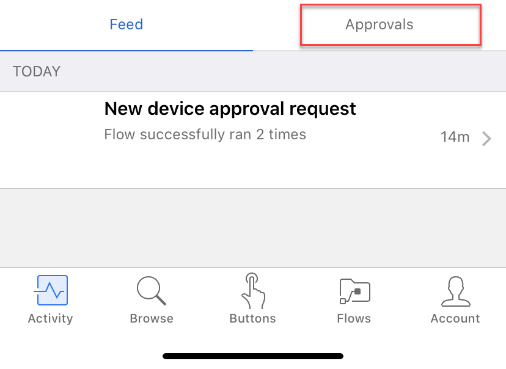 Feed
Approvals
TODAY
New device approval request
Flow successfully ran 2 times
14m
Activity
Browse
Buttons
Flows
Account